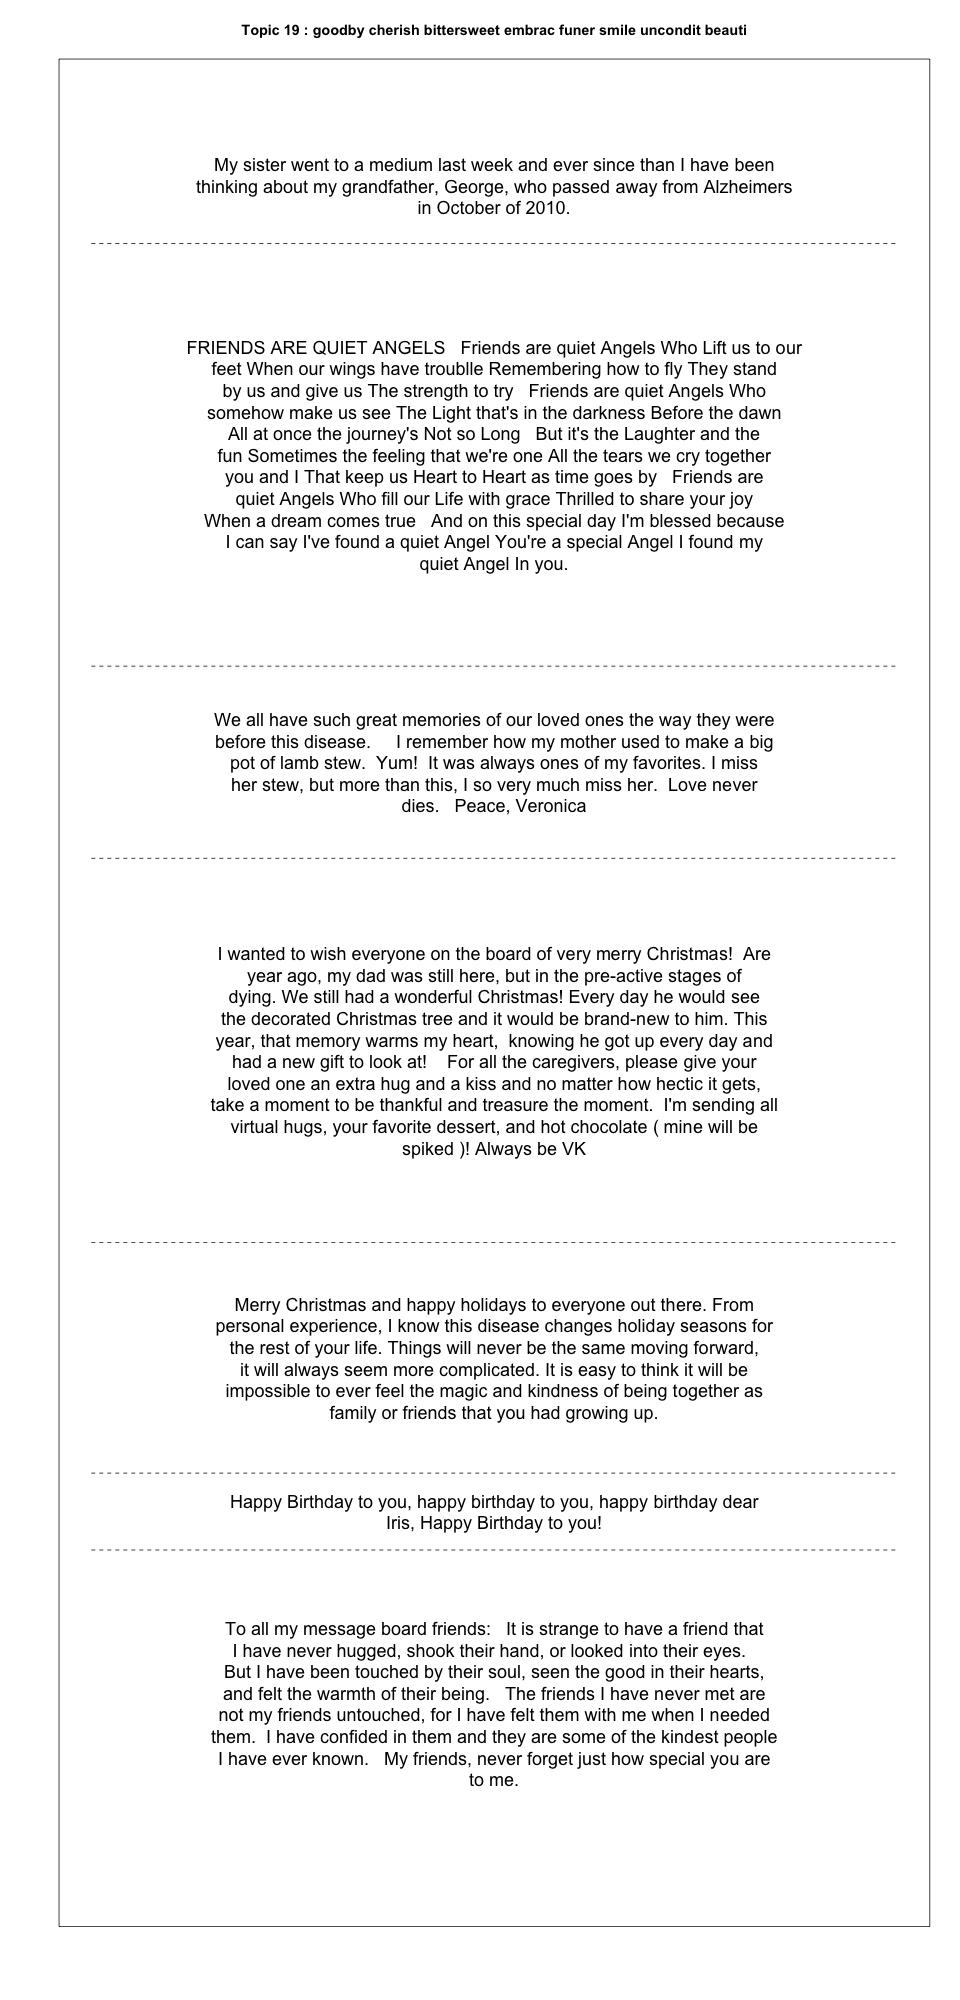 Topic 19 : goodby cherish bittersweet embrac funer smile uncondit beauti
My sister went to a medium last week and ever since than I have been
thinking about my grandfather, George, who passed away from Alzheimers
in October of 2010.
FRIENDS ARE QUIET ANGELS   Friends are quiet Angels Who Lift us to our
feet When our wings have troublle Remembering how to fly They stand
by us and give us The strength to try   Friends are quiet Angels Who
somehow make us see The Light that's in the darkness Before the dawn
All at once the journey's Not so Long   But it's the Laughter and the
fun Sometimes the feeling that we're one All the tears we cry together
you and I That keep us Heart to Heart as time goes by   Friends are
quiet Angels Who fill our Life with grace Thrilled to share your joy
When a dream comes true   And on this special day I'm blessed because
I can say I've found a quiet Angel You're a special Angel I found my
quiet Angel In you.
We all have such great memories of our loved ones the way they were
before this disease.     I remember how my mother used to make a big
pot of lamb stew.  Yum!  It was always ones of my favorites. I miss
her stew, but more than this, I so very much miss her.  Love never
dies.   Peace, Veronica
I wanted to wish everyone on the board of very merry Christmas!  Are
year ago, my dad was still here, but in the pre-active stages of
dying. We still had a wonderful Christmas! Every day he would see
the decorated Christmas tree and it would be brand-new to him. This
year, that memory warms my heart,  knowing he got up every day and
had a new gift to look at!    For all the caregivers, please give your
loved one an extra hug and a kiss and no matter how hectic it gets,
take a moment to be thankful and treasure the moment.  I'm sending all
virtual hugs, your favorite dessert, and hot chocolate ( mine will be
spiked )! Always be VK
Merry Christmas and happy holidays to everyone out there. From
personal experience, I know this disease changes holiday seasons for
the rest of your life. Things will never be the same moving forward,
it will always seem more complicated. It is easy to think it will be
impossible to ever feel the magic and kindness of being together as
family or friends that you had growing up.
Happy Birthday to you, happy birthday to you, happy birthday dear
Iris, Happy Birthday to you!
To all my message board friends:   It is strange to have a friend that
I have never hugged, shook their hand, or looked into their eyes.
But I have been touched by their soul, seen the good in their hearts,
and felt the warmth of their being.   The friends I have never met are
not my friends untouched, for I have felt them with me when I needed
them.  I have confided in them and they are some of the kindest people
I have ever known.   My friends, never forget just how special you are
to me.